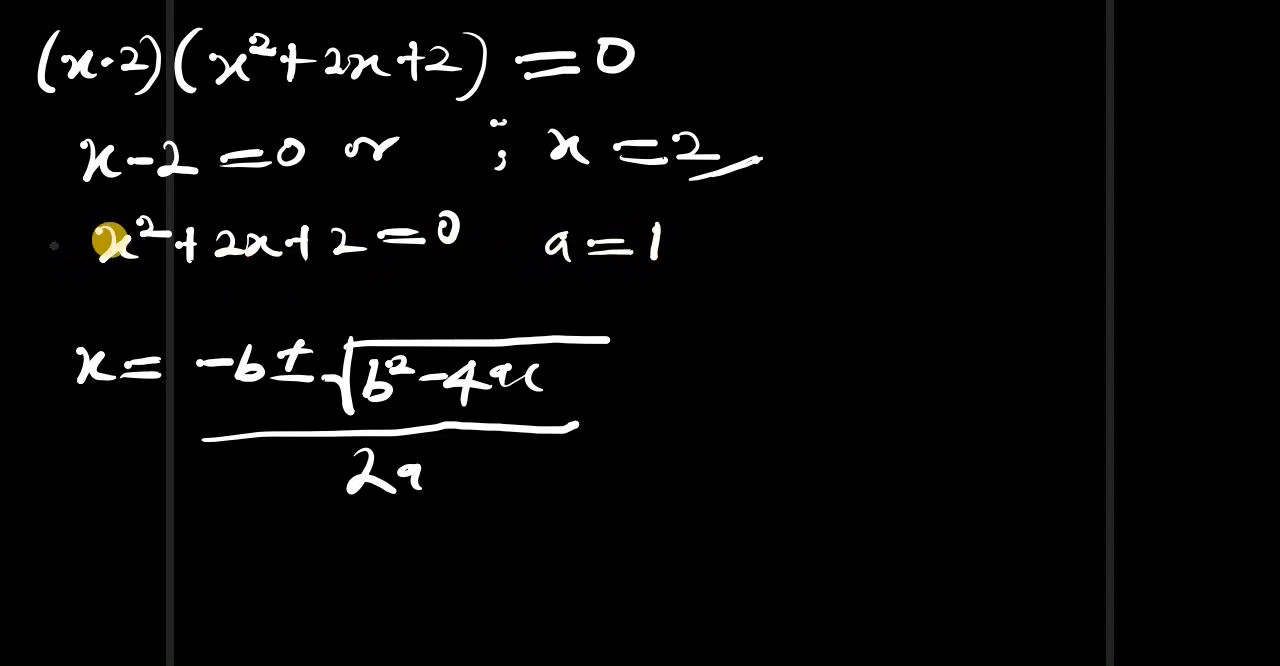 (x-2)(x²+2x+2) = 0
x-2=0 or ; x=2
x²+2x+2=0 a=1
x= -b±√b²-4ac
2a